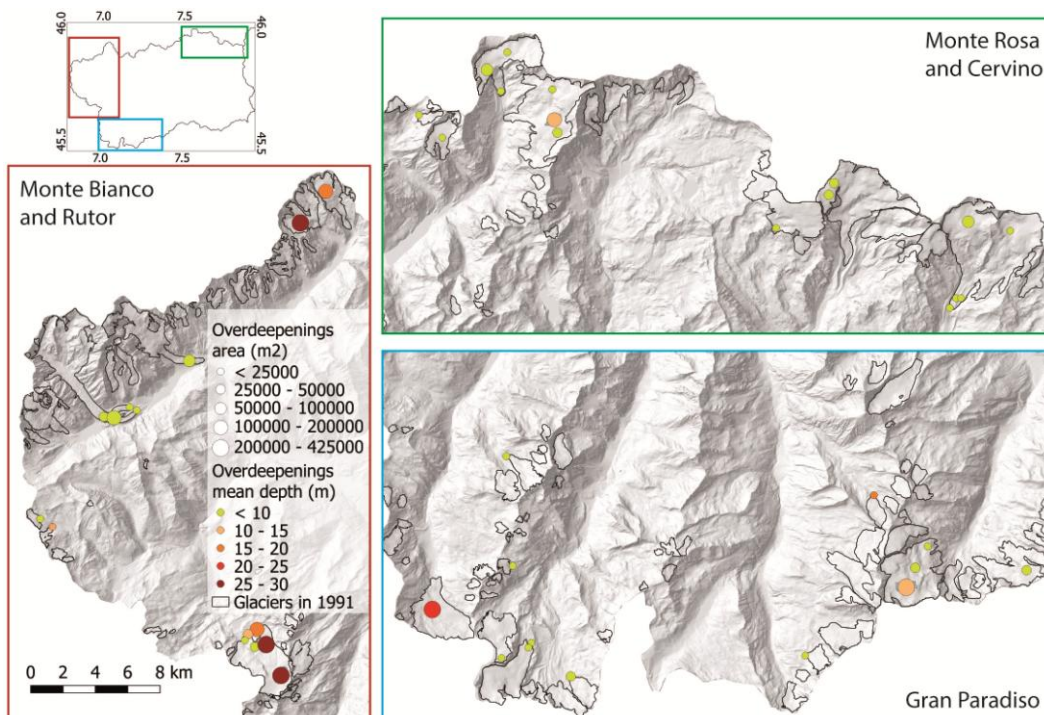 7.0 7.5
46.0 46.0
45.5 45.5
7.0 7.5
Monte Rosa
and Cervino
Monte Bianco
and Rutor
Overdeepenings
area (m2)
< 25000
25000 - 50000
50000 - 100000
100000 - 200000
200000 - 425000
Overdeepenings
mean depth (m)
< 10
10 - 15
15 - 20
20 - 25
25 - 30
Glaciers in 1991
0 2 4 6 8 km
Gran Paradiso